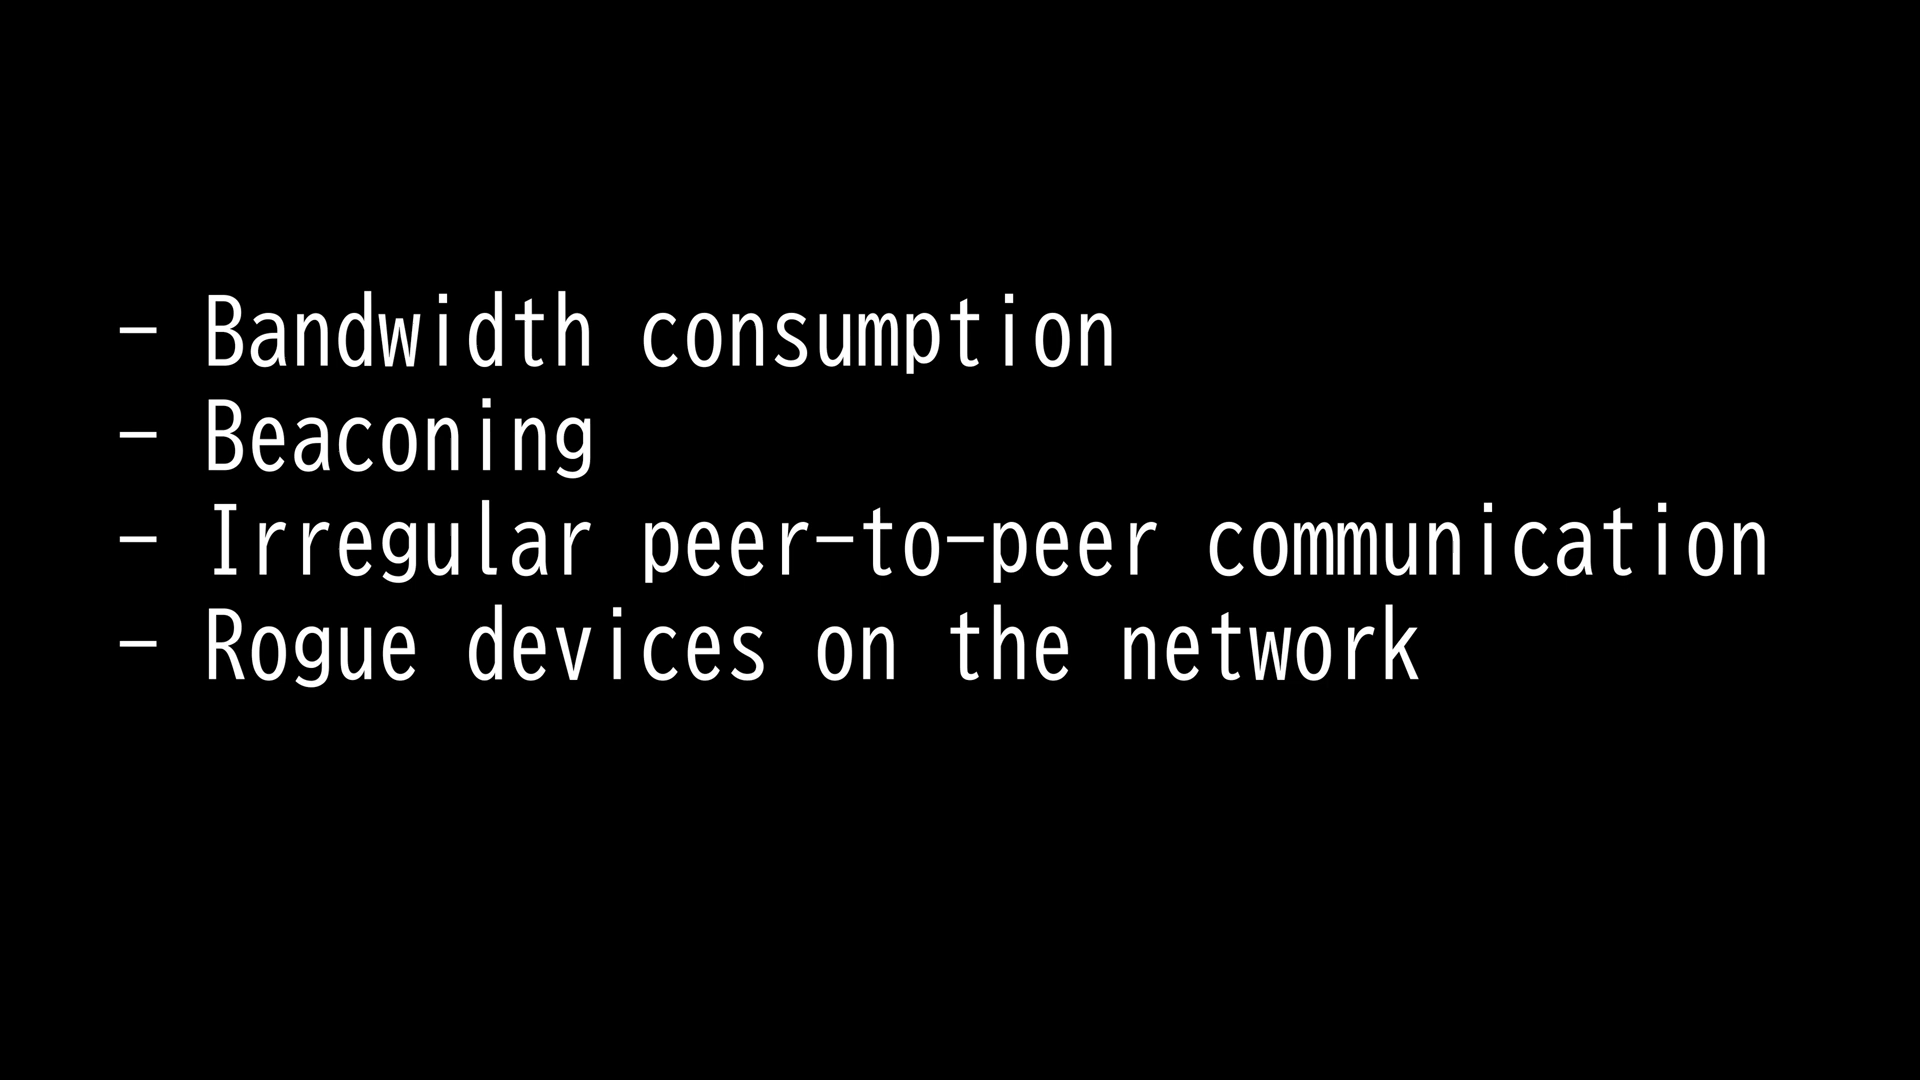 - Bandwidth consumption
- Beaconing
- Irregular peer-to-peer communication
- Rogue devices on the network